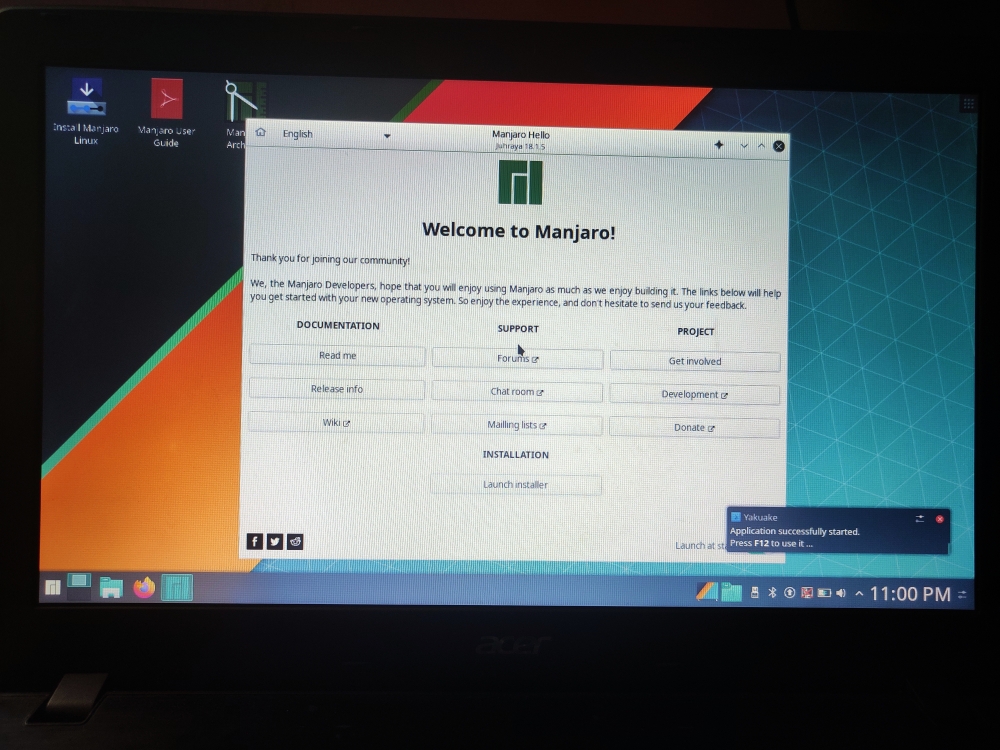 Install Manjaro
Linux
Manjaro User
Guide
Man
Arch
English
Manjaro Hello
Juhraya 18.1.5
Welcome to Manjaro!
Thank you for joining our community!
We, the Manjaro Developers, hope that you will enjoy using Manjaro as much as we enjoy building it. The links below will help
you get started with your new operating system. So enjoy the experience, and don't hesitate to send us your feedback.
DOCUMENTATION
SUPPORT
PROJECT
Read me
Forums
Get involved
Release info
Chat room
Development
Wiki
Mailling lists
Donate
INSTALLATION
Launch installer
Launch at st
Yakuake
Application successfully started.
Press F12 to use it ...
11:00 PM
acer